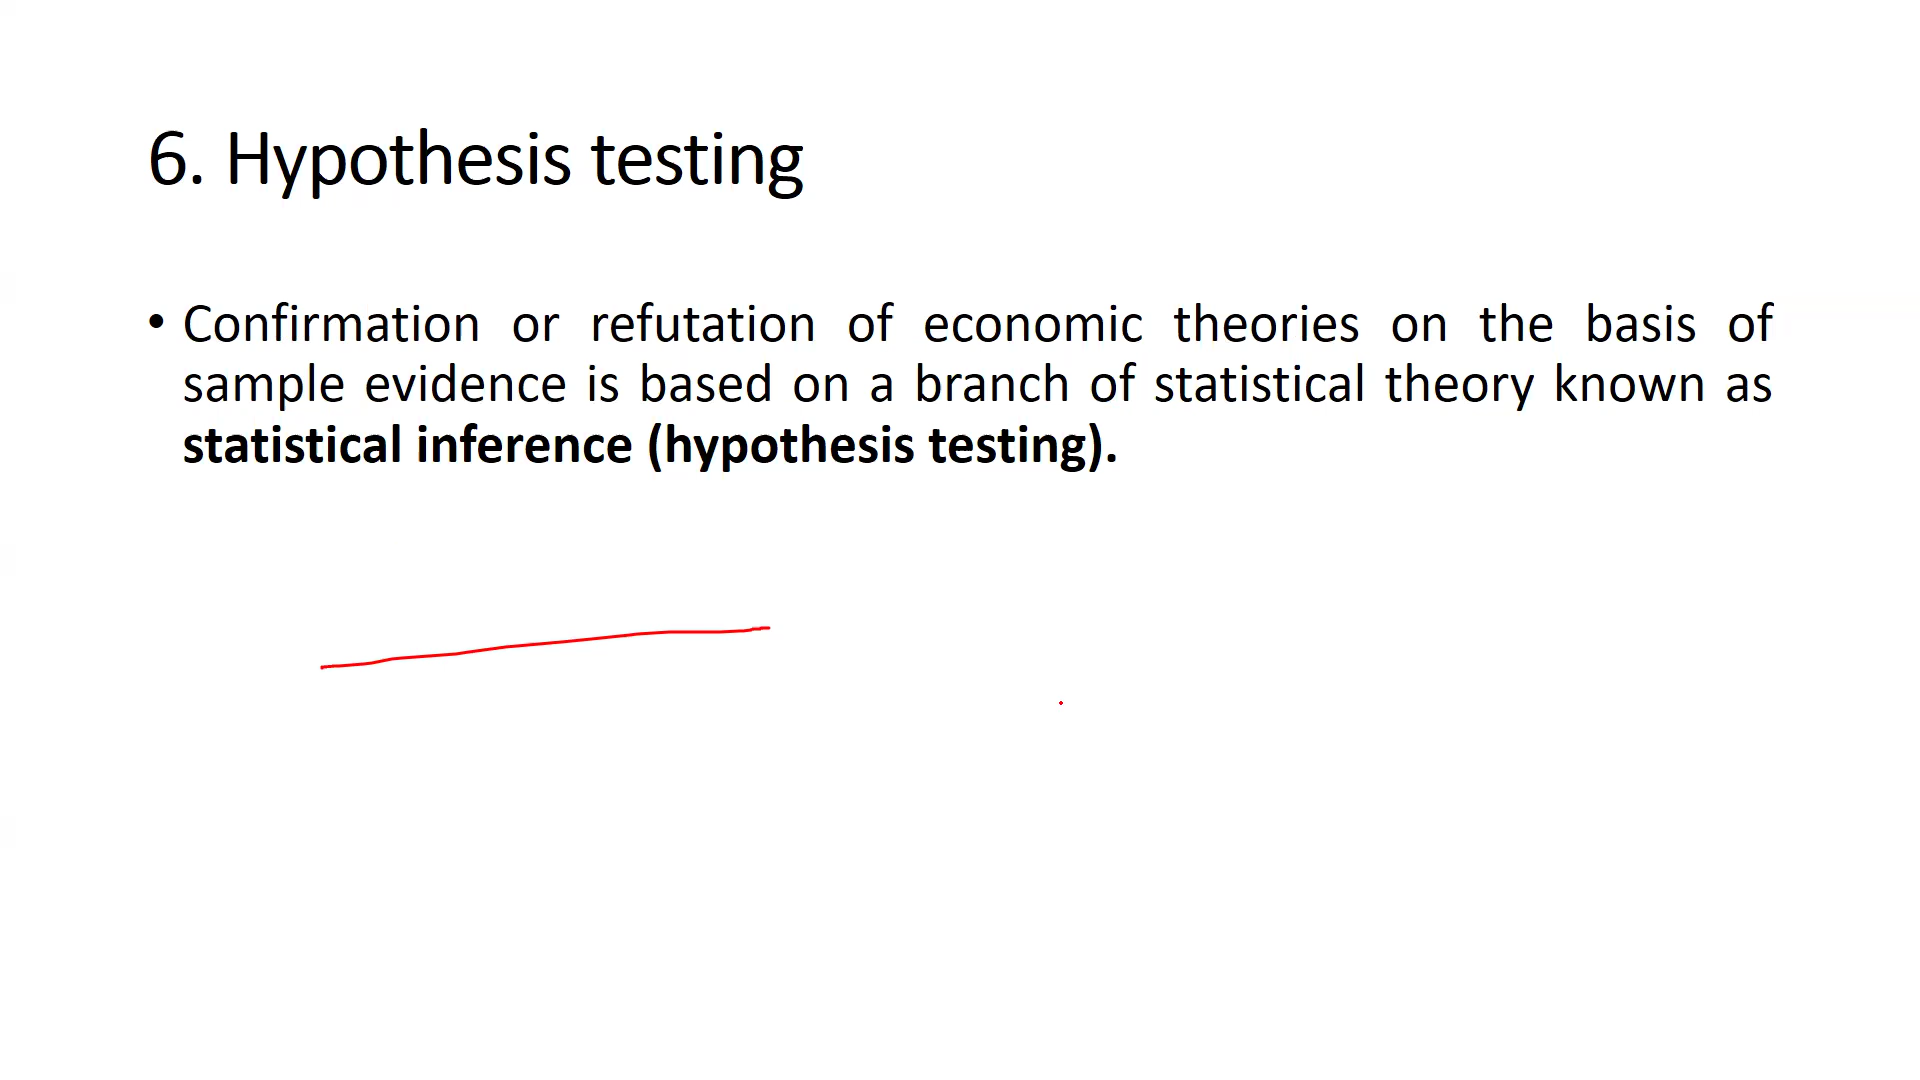 6. Hypothesis testing
• Confirmation or refutation of economic theories on the basis of
sample evidence is based on a branch of statistical theory known as
statistical inference (hypothesis testing).